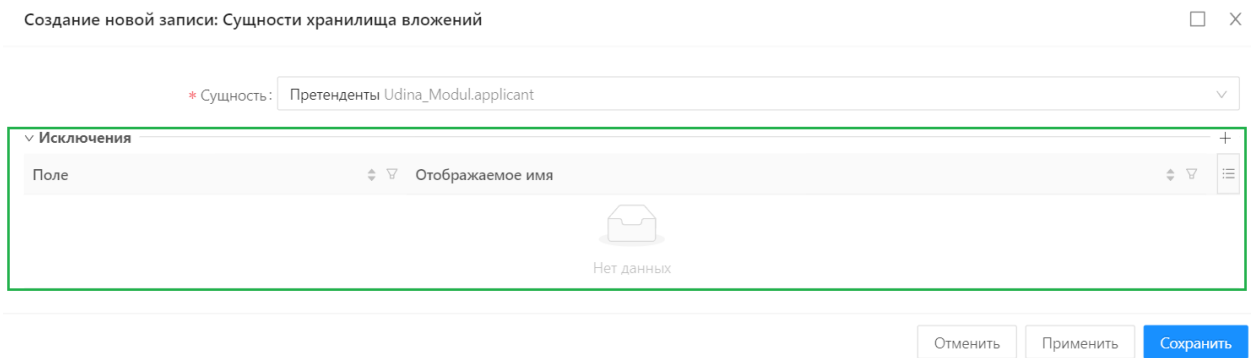 Создание новой записи: Сущности хранилища вложений
* Сущность: Претенденты Udina_Modul.applicant
Исключения
Поле Отображаемое имя
Нет данных
Отменить Применить Сохранить